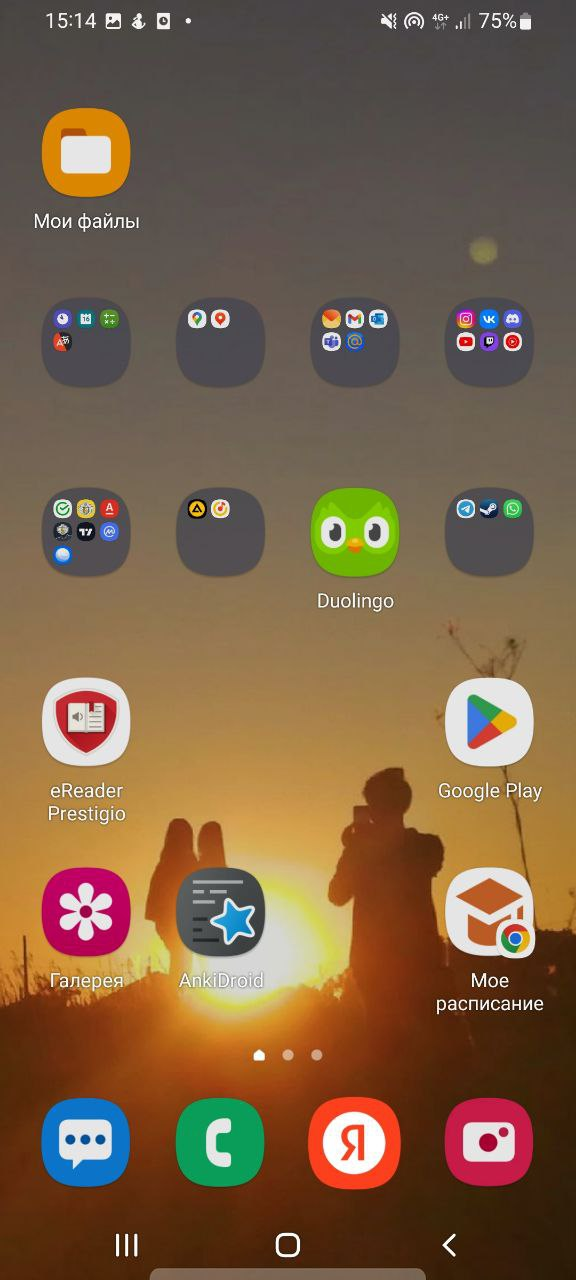 15:14
4G+
75%
Мои файлы
Duolingo
eReader
Prestigio
Google Play
Галерея
AnkiDroid
Мое
расписание
Я